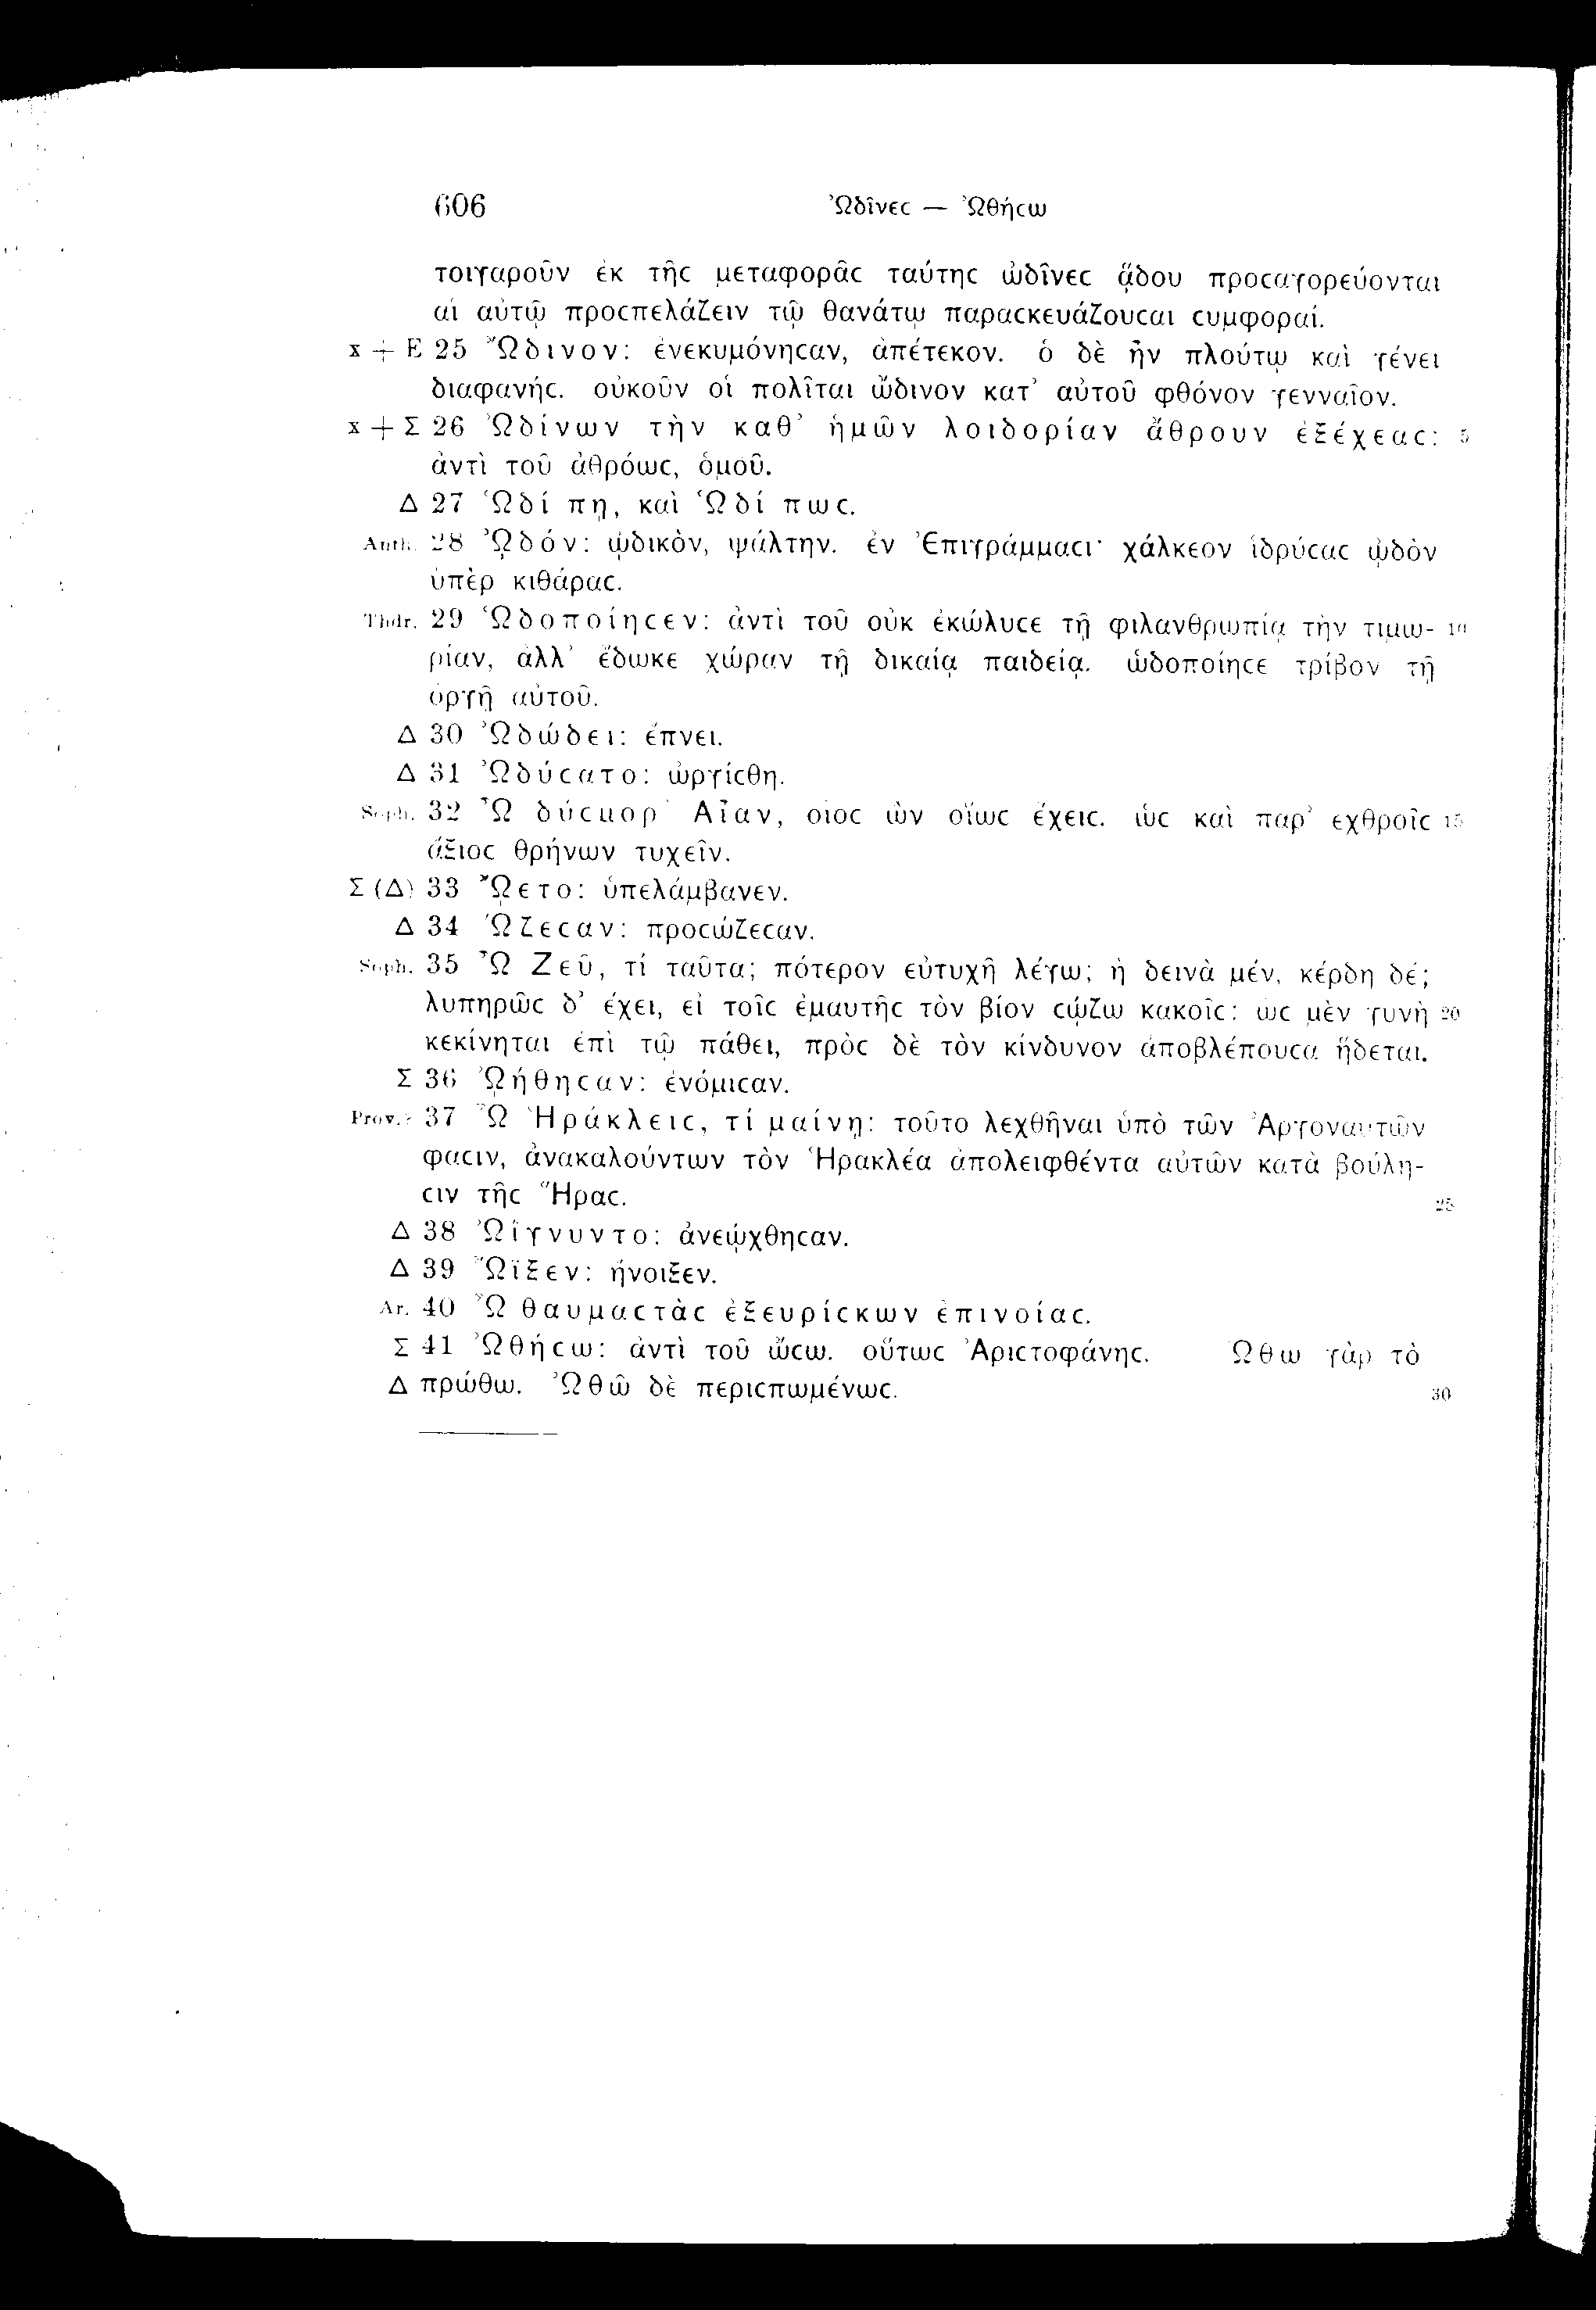 606 Ὠδῖνεϲ — Ὠθήϲω
τοιγαροῦν ἐκ τῆϲ μεταφορᾶϲ ταύτηϲ ὠδῖνεϲ ᾅδου προϲαγορεύονται
αἱ αὐτῷ προϲπελάζειν τῷ θανάτῳ παραϲκευάζουϲαι ϲυμφοραί.
x + E 25 Ὤδινον: ἐνεκυμόνηϲαν, ἀπέτεκον. ὁ δὲ ἦν πλούτῳ καὶ γένει
διαφανήϲ. οὐκοῦν οἱ πολῖται ὤδινον κατ’ αὐτοῦ φθόνον γενναῖον.
x + Σ 26 Ὠδίνων τὴν καθ’ ἡμῶν λοιδορίαν ἄθρουν ἐξέχεαϲ: 5
ἀντὶ τοῦ ἀθρόωϲ, ὁμοῦ.
Δ 27 Ὡδί πῃ, καὶ Ὡδί πωϲ.
Anth. 28 ᾨδόν: ᾠδικὸν, ψάλτην. ἐν Ἐπιγράμμαϲι· χάλκεον ἱδρύϲαϲ ᾠδὸν
ὑπὲρ κιθάραϲ.
Thdr. 29 Ὡδοποίηϲεν: ἀντὶ τοῦ οὐκ ἐκώλυϲε τῇ φιλανθρωπίᾳ τὴν τιμω- 10
ρίαν, ἀλλ’ ἔδωκε χώραν τῇ δικαίᾳ παιδείᾳ. ὡδοποίηϲε τρίβον τῇ
ὀργῇ αὐτοῦ.
Δ 30 Ὠδώδει: ἔπνει.
Δ 31 Ὠδύϲατο: ὠργίϲθη.
Soph. 32 Ὦ δύϲμορ’ Αἶαν, οἷοϲ ὢν οἵωϲ ἔχειϲ. ὡϲ καὶ παρ’ ἐχθροῖϲ 15
ἄξιοϲ θρήνων τυχεῖν.
Σ (Δ) 33 ᾬετο: ὑπελάμβανεν.
Δ 34 Ὤζεϲαν: προϲώζεϲαν.
Soph. 35 Ὦ Ζεῦ, τί ταῦτα; πότερον εὐτυχῆ λέγω; ἢ δεινὰ μέν, κέρδη δέ;
λυπηρῶϲ δ’ ἔχει, εἰ τοῖϲ ἐμαυτῆϲ τὸν βίον ϲῴζω κακοῖϲ: ὡϲ μὲν γυνὴ 20
κεκίνηται ἐπὶ τῷ πάθει, πρὸϲ δὲ τὸν κίνδυνον ἀποβλέπουϲα ἥδεται.
Σ 36 ᾨήθηϲαν: ἐνόμιϲαν.
Prov.? 37 Ὦ Ἡράκλειϲ, τί μαίνῃ: τοῦτο λεχθῆναι ὑπὸ τῶν Ἀργοναυτῶν
φαϲιν, ἀνακαλούντων τὸν Ἡρακλέα ἀπολειφθέντα αὐτῶν κατὰ βούλη-
ϲιν τῆϲ Ἥραϲ. 25
Δ 38 Ὠΐγνυντο: ἀνεῴχθηϲαν.
Δ 39 Ὤϊξεν: ἤνοιξεν.
Ar. 40 Ὦ θαυμαϲτὰϲ ἐξευρίϲκων ἐπινοίαϲ.
Σ 41 Ὠθήϲω: ἀντὶ τοῦ ὤϲω. οὕτωϲ Ἀριϲτοφάνηϲ. Ὤθω γὰρ τὸ
Δ πρώθω. Ὠθῶ δὲ περιϲπωμένωϲ. 30